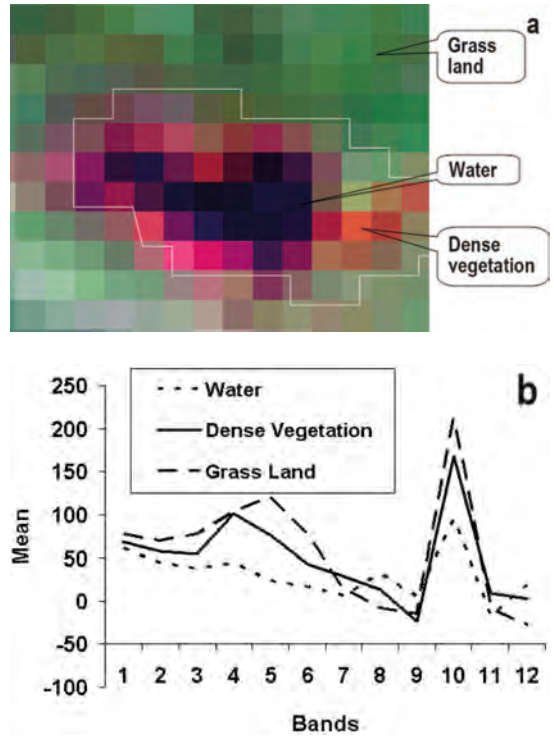 a
Grass
land
Water
Dense
vegetation
b
250
200
150
100
50
0
-50
-100
Mean
Water
Dense Vegetation
Grass Land
1 2 3 4 5 6 7 8 9 10 11 12
Bands